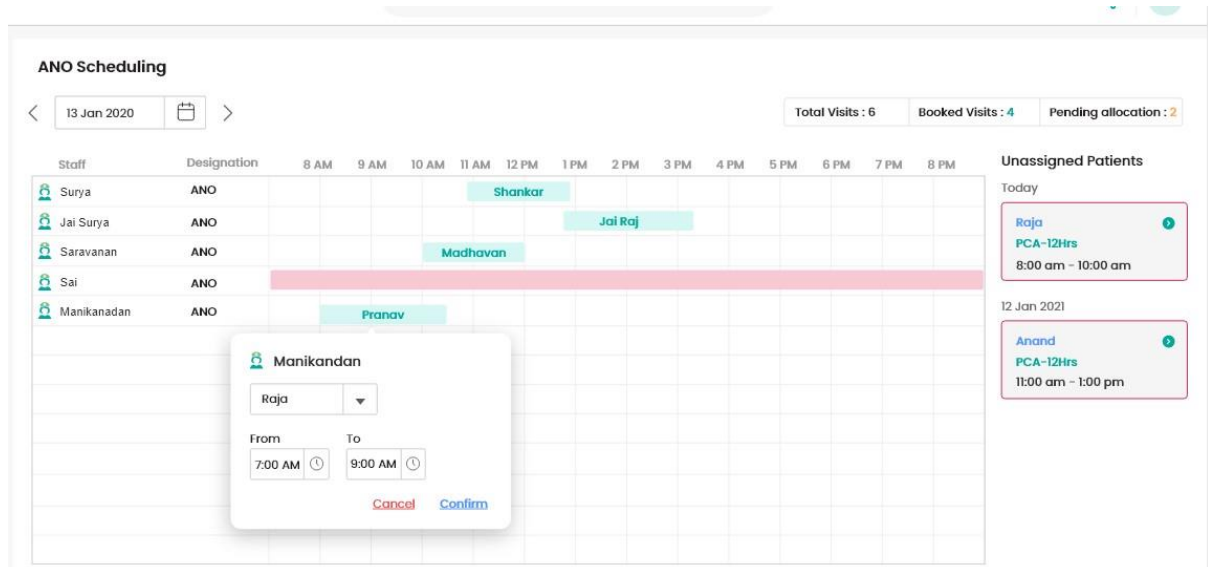 ANO Scheduling
13 Jan 2020
Total Visits : 6 Booked Visits : 4 Pending allocation : 2
Staff Designation 8 AM 9 AM 10 AM 11 AM 12 PM 1 PM 2 PM 3 PM 4 PM 5 PM 6 PM 7 PM 8 PM
Surya ANO Shankar
Jai Surya ANO Jai Raj
Saravanan ANO Madhavan
Sai ANO
Manikanadan ANO Pranav
Manikandan
Raja
From To
7:00 AM 9:00 AM
Cancel Confirm
Unassigned Patients
Today
Raja
PCA-12Hrs
8:00 am - 10:00 am
12 Jan 2021
Anand
PCA-12Hrs
11:00 am - 1:00 pm